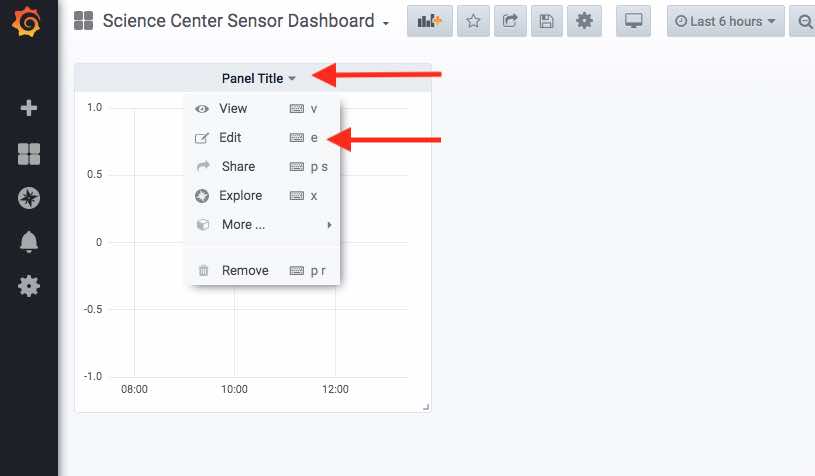 Science Center Sensor Dashboard
Last 6 hours
Panel Title
1.0
0.5
0
-0.5
-1.0
View v
Edit e
Share p s
Explore x
More ...
Remove p r
08:00 10:00 12:00